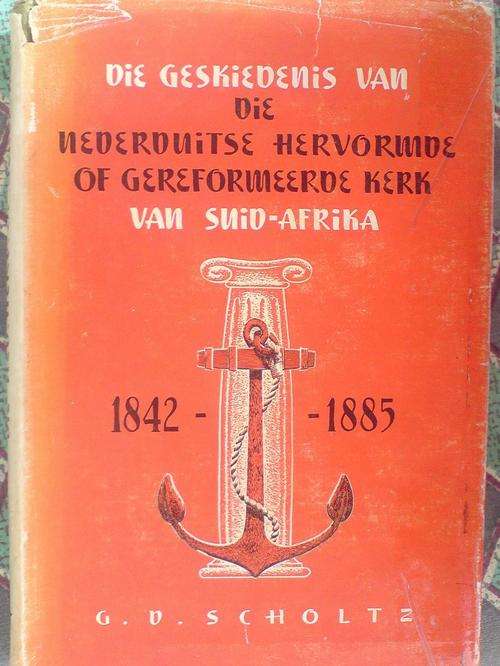 DIE GESKIEDENIS VAN
DIE
NEDERDUITSE HERVORMDE
OF GEREFORMEERDE KERK
VAN SUID-AFRIKA
1842 - - 1885
G. D. SCHOLTZ